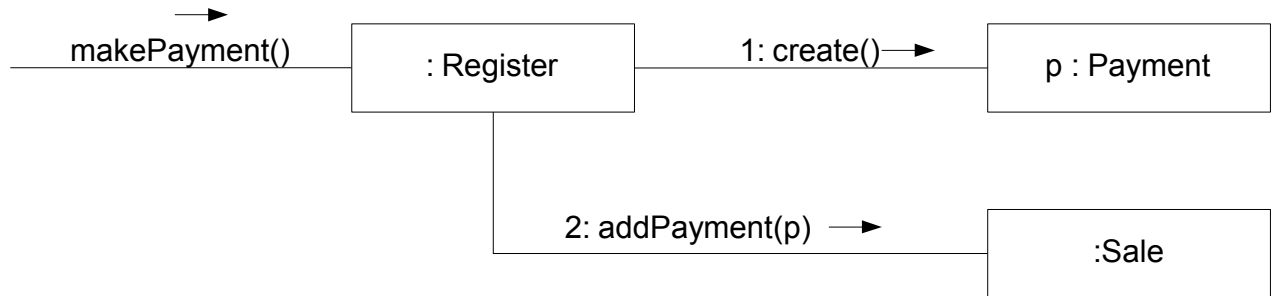 makePayment()
: Register
1: create()
p : Payment
2: addPayment(p)
:Sale